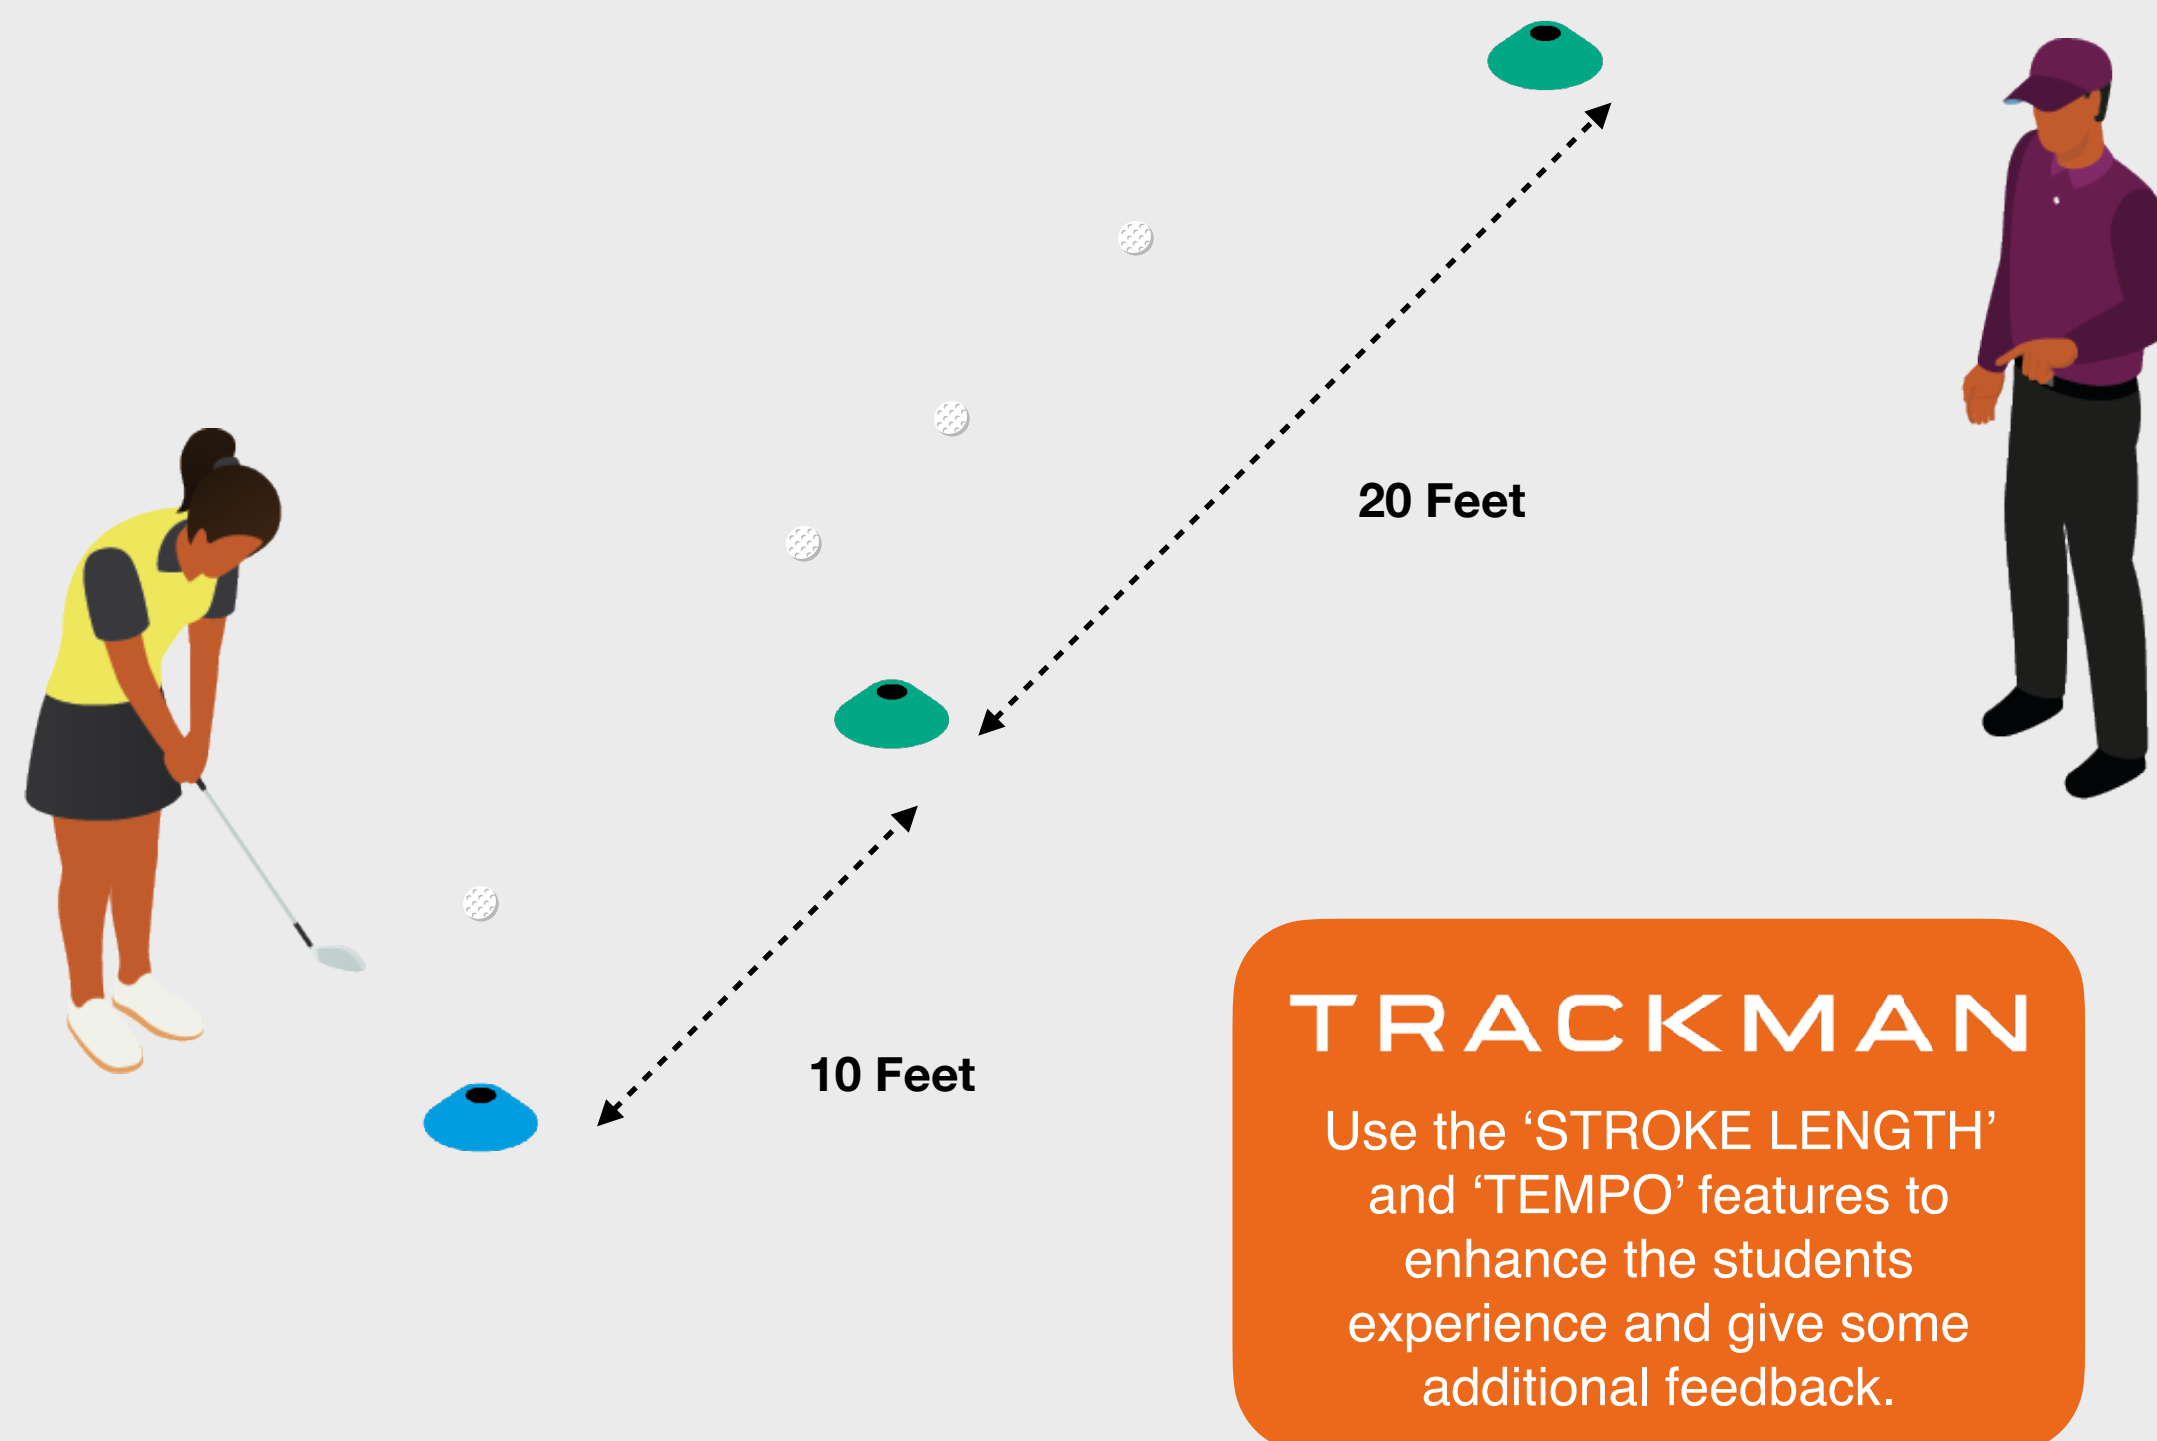 20 Feet
10 Feet
TRACKMAN
Use the ‘STROKE LENGTH’
and ‘TEMPO’ features to
enhance the students
experience and give some
additional feedback.